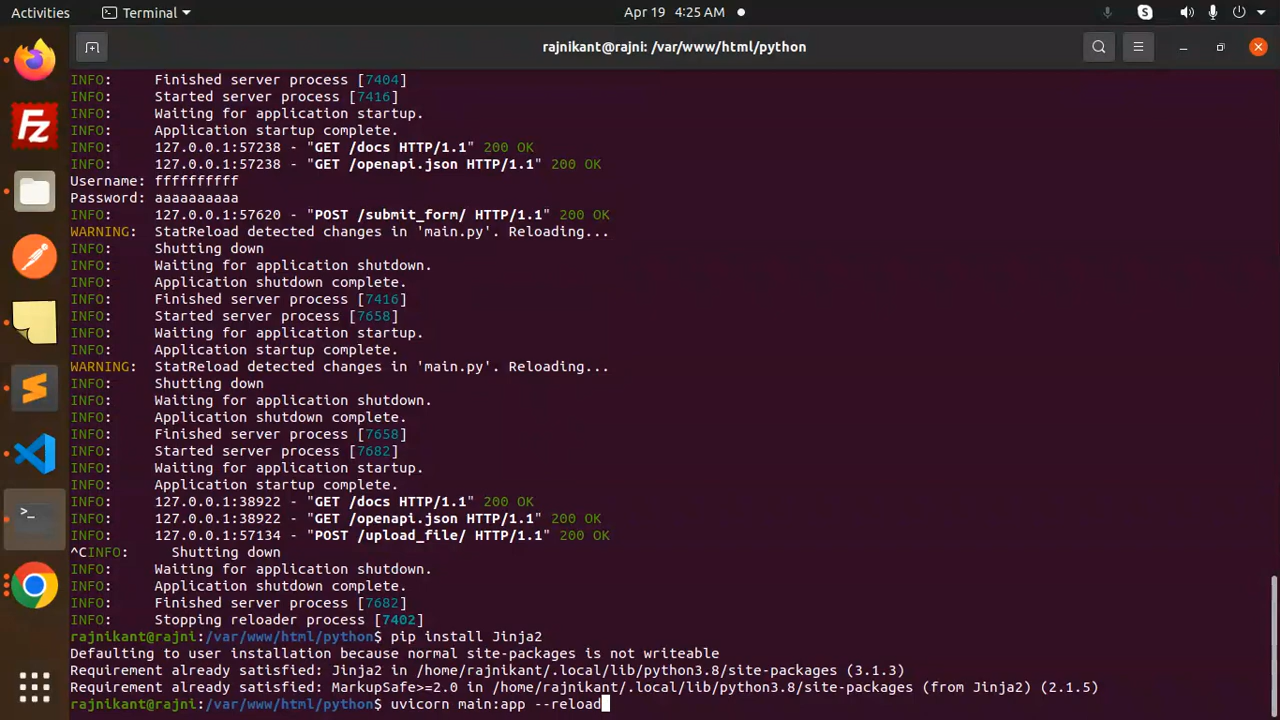 Activities
Terminal
Apr 19 4:25 AM
rajnikant@rajni: /var/www/html/python
INFO: Finished server process [7404]
INFO: Started server process [7416]
INFO: Waiting for application startup.
INFO: Application startup complete.
INFO: 127.0.0.1:57238 - "GET /docs HTTP/1.1" 200 OK
INFO: 127.0.0.1:57238 - "GET /openapi.json HTTP/1.1" 200 OK
Username: ffffffffff
Password: aaaaaaaaaa
INFO: 127.0.0.1:57620 - "POST /submit_form/ HTTP/1.1" 200 OK
WARNING: StatReload detected changes in 'main.py'. Reloading...
INFO: Shutting down
INFO: Waiting for application shutdown.
INFO: Application shutdown complete.
INFO: Finished server process [7416]
INFO: Started server process [7658]
INFO: Waiting for application startup.
INFO: Application startup complete.
WARNING: StatReload detected changes in 'main.py'. Reloading...
INFO: Shutting down
INFO: Waiting for application shutdown.
INFO: Application shutdown complete.
INFO: Finished server process [7658]
INFO: Started server process [7682]
INFO: Waiting for application startup.
INFO: Application startup complete.
INFO: 127.0.0.1:38922 - "GET /docs HTTP/1.1" 200 OK
INFO: 127.0.0.1:38922 - "GET /openapi.json HTTP/1.1" 200 OK
INFO: 127.0.0.1:57134 - "POST /upload_file/ HTTP/1.1" 200 OK
^CINFO: Shutting down
INFO: Waiting for application shutdown.
INFO: Application shutdown complete.
INFO: Finished server process [7682]
INFO: Stopping reloader process [7402]
rajnikant@rajni:/var/www/html/python$ pip install Jinja2
Defaulting to user installation because normal site-packages is not writeable
Requirement already satisfied: Jinja2 in /home/rajnikant/.local/lib/python3.8/site-packages (3.1.3)
Requirement already satisfied: MarkupSafe>=2.0 in /home/rajnikant/.local/lib/python3.8/site-packages (from Jinja2) (2.1.5)
rajnikant@rajni:/var/www/html/python$ uvicorn main:app --reload